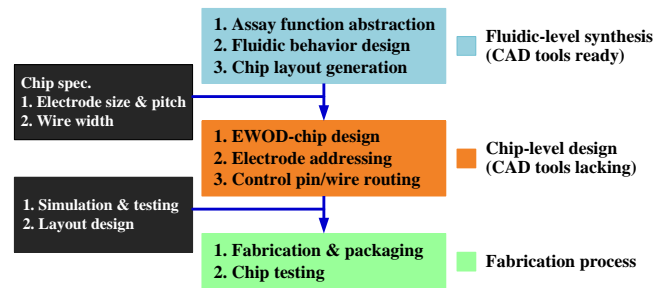 1. Assay function abstraction
2. Fluidic behavior design
3. Chip layout generation
Fluidic-level synthesis
(CAD tools ready)
Chip spec.
1. Electrode size & pitch
2. Wire width
1. EWOD-chip design
2. Electrode addressing
3. Control pin/wire routing
Chip-level design
(CAD tools lacking)
1. Simulation & testing
2. Layout design
1. Fabrication & packaging
2. Chip testing
Fabrication process